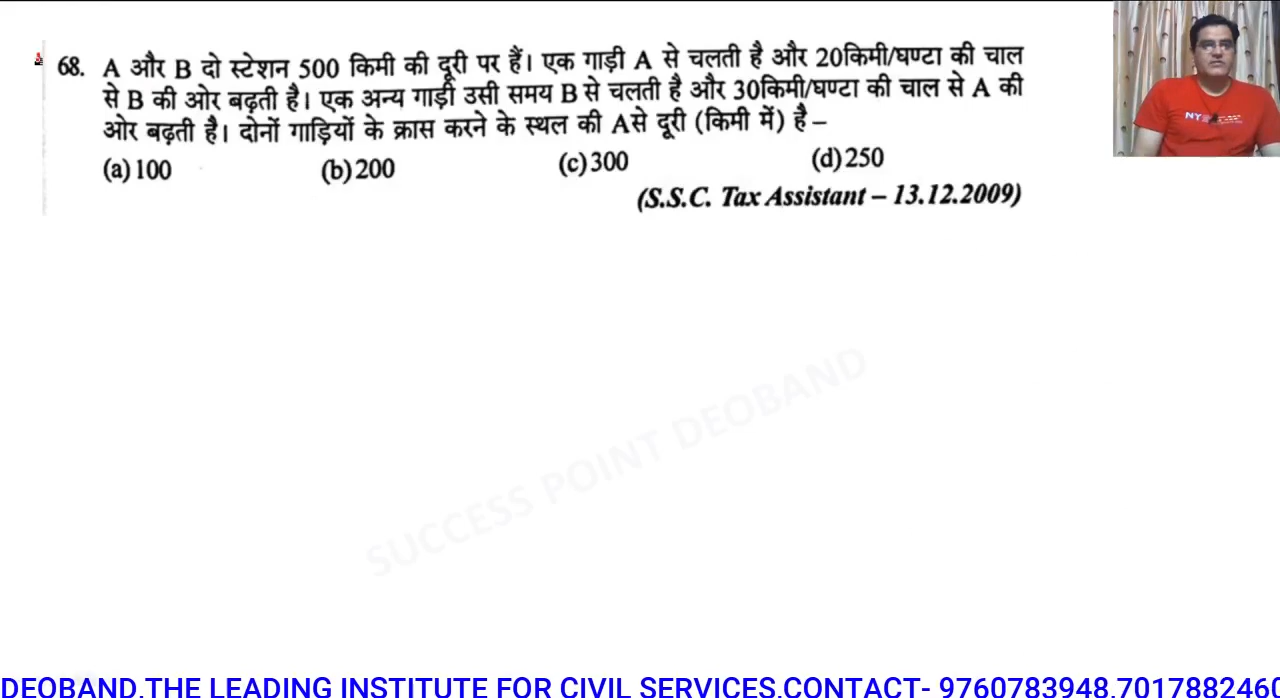 68. A और B दो स्टेशन 500 किमी की दूरी पर हैं। एक गाड़ी A से चलती है और 20किमी/घण्टा की चाल
से B की ओर बढ़ती है। एक अन्य गाड़ी उसी समय B से चलती है और 30किमी/घण्टा की चाल से A की
ओर बढ़ती है। दोनों गाड़ियों के क्रास करने के स्थल की A से दूरी (किमी में) है –
(a) 100 (b) 200 (c) 300 (d) 250
(S.S.C. Tax Assistant – 13.12.2009)
NY
SUCCESS POINT DEOBAND
DEOBAND,THE LEADING INSTITUTE FOR CIVIL SERVICES,CONTACT- 9760783948,701788246